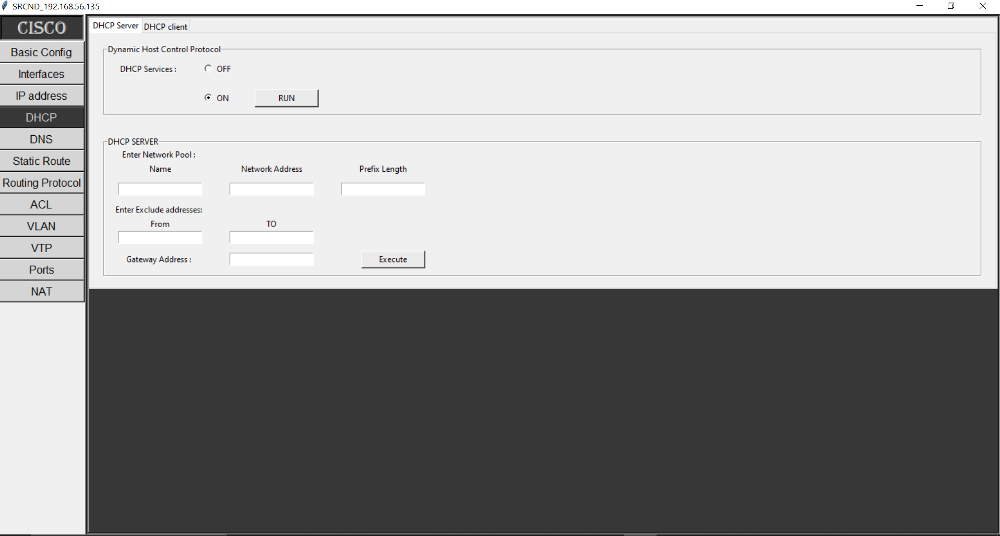 SRCND_192.168.56.135
CISCO
Basic Config
Interfaces
IP address
DHCP
DNS
Static Route
Routing Protocol
ACL
VLAN
VTP
Ports
NAT
DHCP Server DHCP client
Dynamic Host Control Protocol
DHCP Services : OFF
ON RUN
DHCP SERVER
Enter Network Pool :
Name Network Address Prefix Length
Enter Exclude addresses:
From TO
Gateway Address : Execute